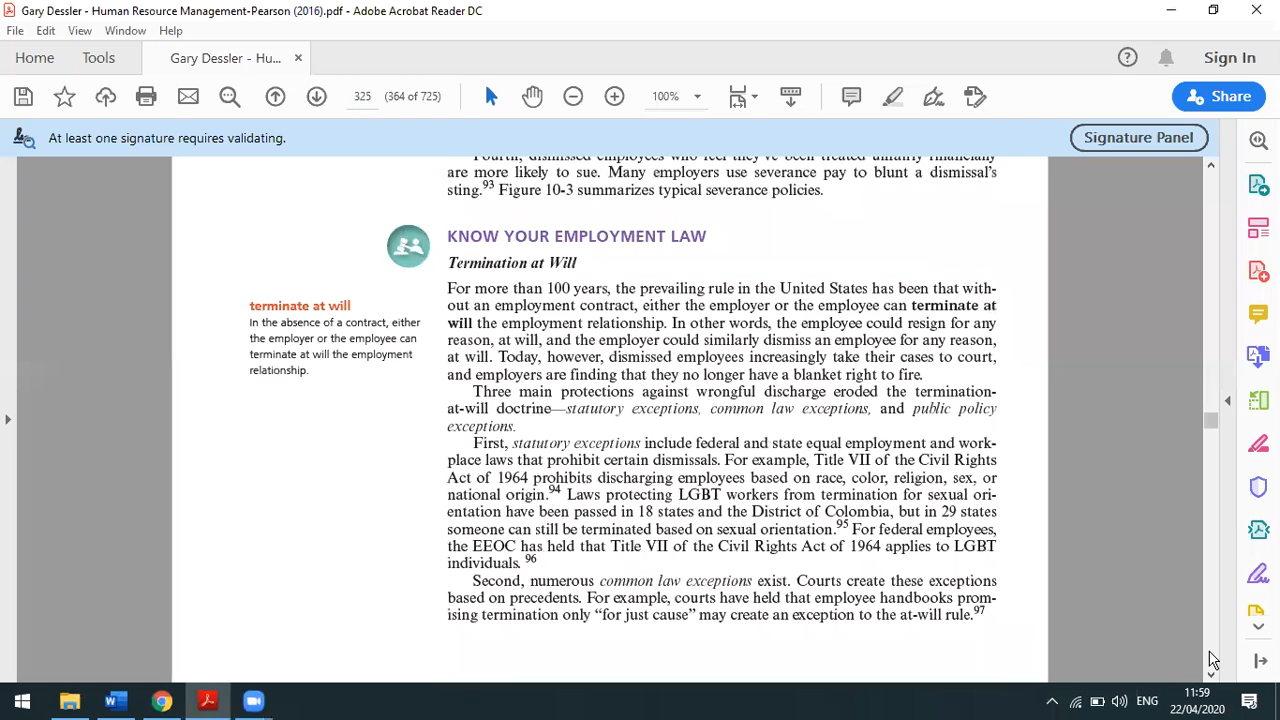 Gary Dessler - Human Resource Management-Pearson (2016).pdf - Adobe Acrobat Reader DC
File Edit View Window Help
Home Tools Gary Dessler - Hu... × Sign In
325 (364 of 725) 100% Share
At least one signature requires validating. Signature Panel
Fourth, dismissed employees who feel they've been treated unfairly financially
are more likely to sue. Many employers use severance pay to blunt a dismissal's
sting.93 Figure 10-3 summarizes typical severance policies.
KNOW YOUR EMPLOYMENT LAW
Termination at Will
For more than 100 years, the prevailing rule in the United States has been that with-
out an employment contract, either the employer or the employee can terminate at
will the employment relationship. In other words, the employee could resign for any
reason, at will, and the employer could similarly dismiss an employee for any reason,
at will. Today, however, dismissed employees increasingly take their cases to court,
and employers are finding that they no longer have a blanket right to fire.
terminate at will
In the absence of a contract, either
the employer or the employee can
terminate at will the employment
relationship.
Three main protections against wrongful discharge eroded the termination-
at-will doctrine—statutory exceptions, common law exceptions, and public policy
exceptions.
First, statutory exceptions include federal and state equal employment and work-
place laws that prohibit certain dismissals. For example, Title VII of the Civil Rights
Act of 1964 prohibits discharging employees based on race, color, religion, sex, or
national origin.94 Laws protecting LGBT workers from termination for sexual ori-
entation have been passed in 18 states and the District of Colombia, but in 29 states
someone can still be terminated based on sexual orientation.95 For federal employees,
the EEOC has held that Title VII of the Civil Rights Act of 1964 applies to LGBT
individuals. 96
Second, numerous common law exceptions exist. Courts create these exceptions
based on precedents. For example, courts have held that employee handbooks prom-
ising termination only “for just cause” may create an exception to the at-will rule.97
ENG
11:59
22/04/2020